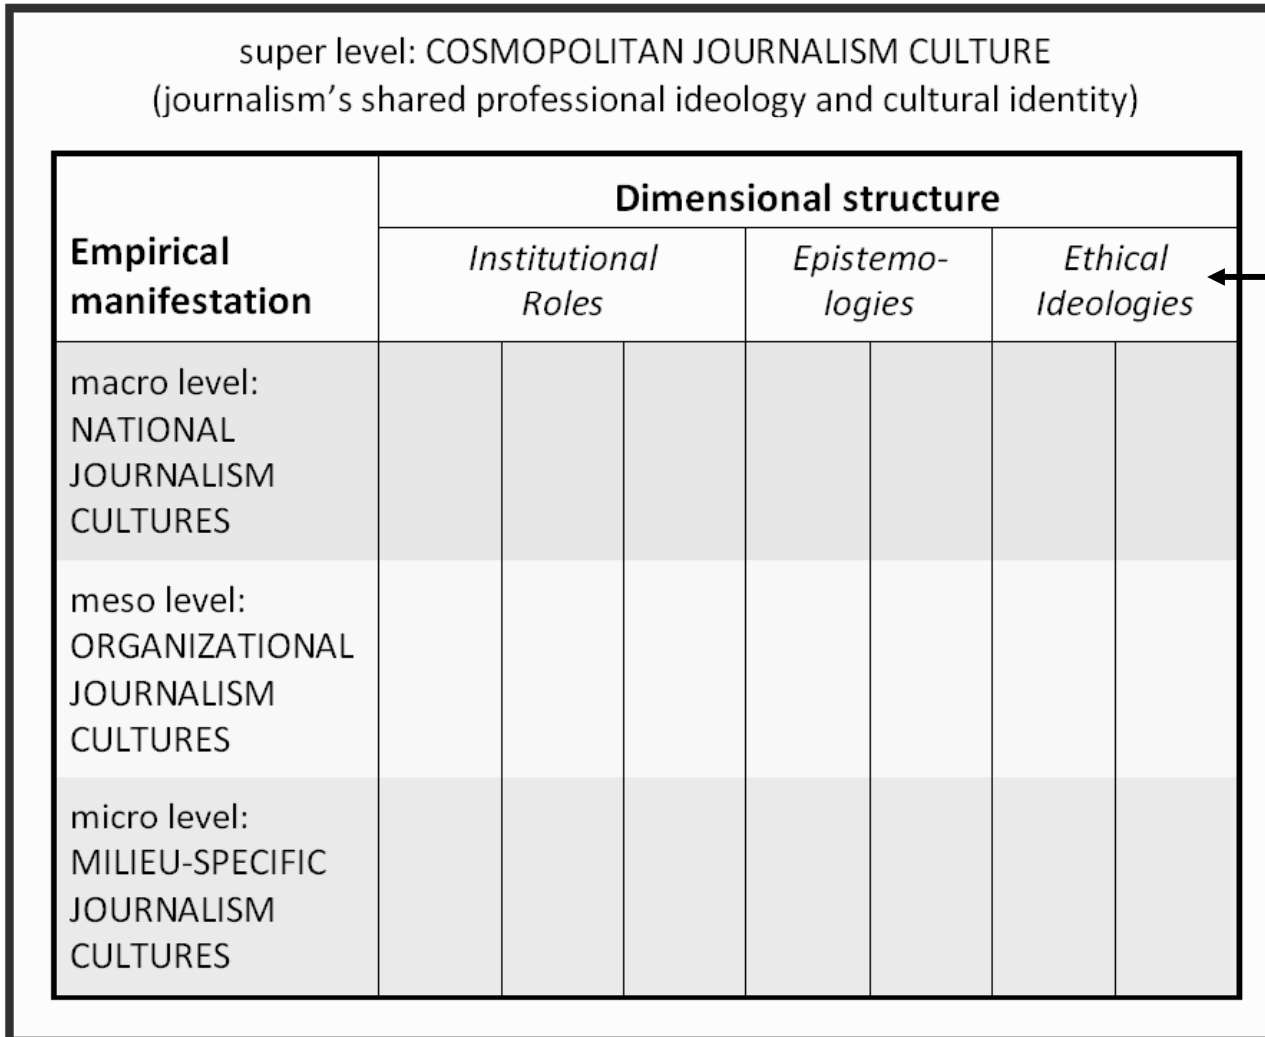 super level: COSMOPOLITAN JOURNALISM CULTURE
(journalism's shared professional ideology and cultural identity)
Empirical
manifestation
Dimensional structure
Institutional
Roles
Epistemo-
logies
Ethical
Ideologies
macro level:
NATIONAL
JOURNALISM
CULTURES
meso level:
ORGANIZATIONAL
JOURNALISM
CULTURES
micro level:
MILIEU-SPECIFIC
JOURNALISM
CULTURES